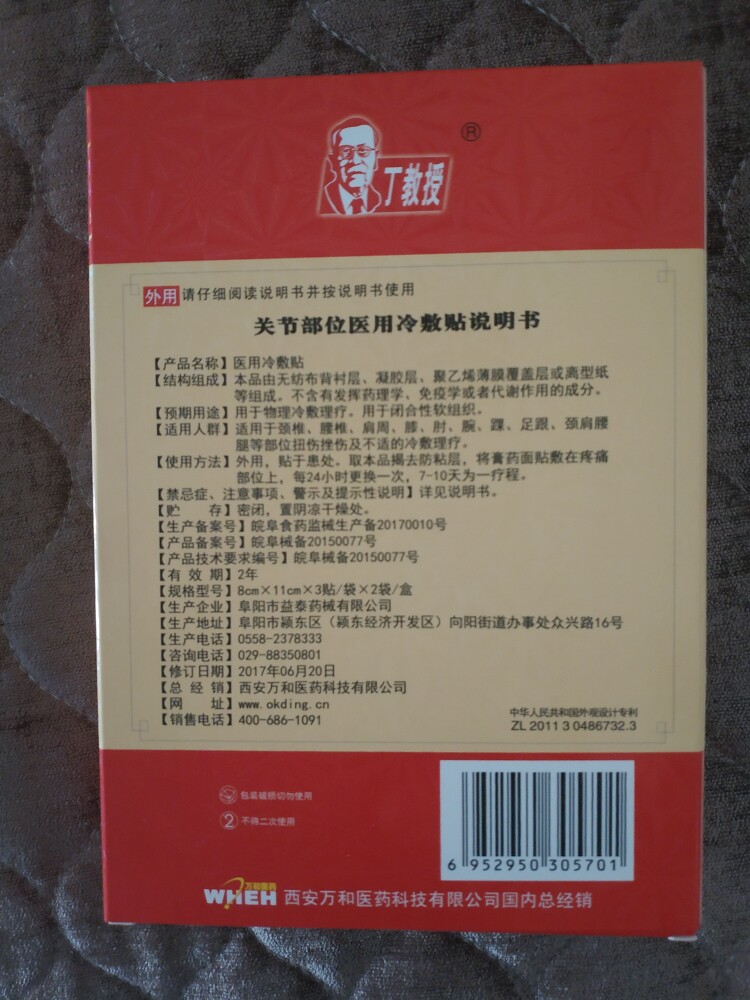 丁教授
®
外用 请仔细阅读说明书并按说明书使用
关节部位医用冷敷贴说明书
【产品名称】医用冷敷贴
【结构组成】本品由无纺布背衬层、凝胶层、聚乙烯薄膜覆盖层或离型纸
等组成。不含有发挥药理学、免疫学或者代谢作用的成分。
【预期用途】用于物理冷敷理疗。用于闭合性软组织。
【适用人群】适用于颈椎、腰椎、肩周、膝、肘、腕、踝、足跟、颈肩腰
腿等部位扭伤挫伤及不适的冷敷理疗。
【使用方法】外用，贴于患处。取本品揭去防粘层，将膏药面贴敷在疼痛
部位上，每24小时更换一次，7-10天为一疗程。
【禁忌症、注意事项、警示及提示性说明】详见说明书。
【贮 存】密闭，置阴凉干燥处。
【生产备案号】皖阜食药监械生产备20170010号
【产品备案号】皖阜械备20150077号
【产品技术要求编号】皖阜械备20150077号
【有 效 期】2年
【规格型号】8cm×11cm×3贴/袋×2袋/盒
【生产企业】阜阳市益泰药械有限公司
【生产地址】阜阳市颍东区（颍东经济开发区）向阳街道办事处众兴路16号
【生产电话】0558-2378333
【咨询电话】029-88350801
【修订日期】2017年06月20日
【总 经 销】西安万和医药科技有限公司
【网 址】www.okding.cn
【销售电话】400-686-1091
中华人民共和国外观设计专利
ZL 2011 3 0486732.3
包装破损切勿使用
2 不得二次使用
6 952950 305701
万和医药
WHEH 西安万和医药科技有限公司国内总经销